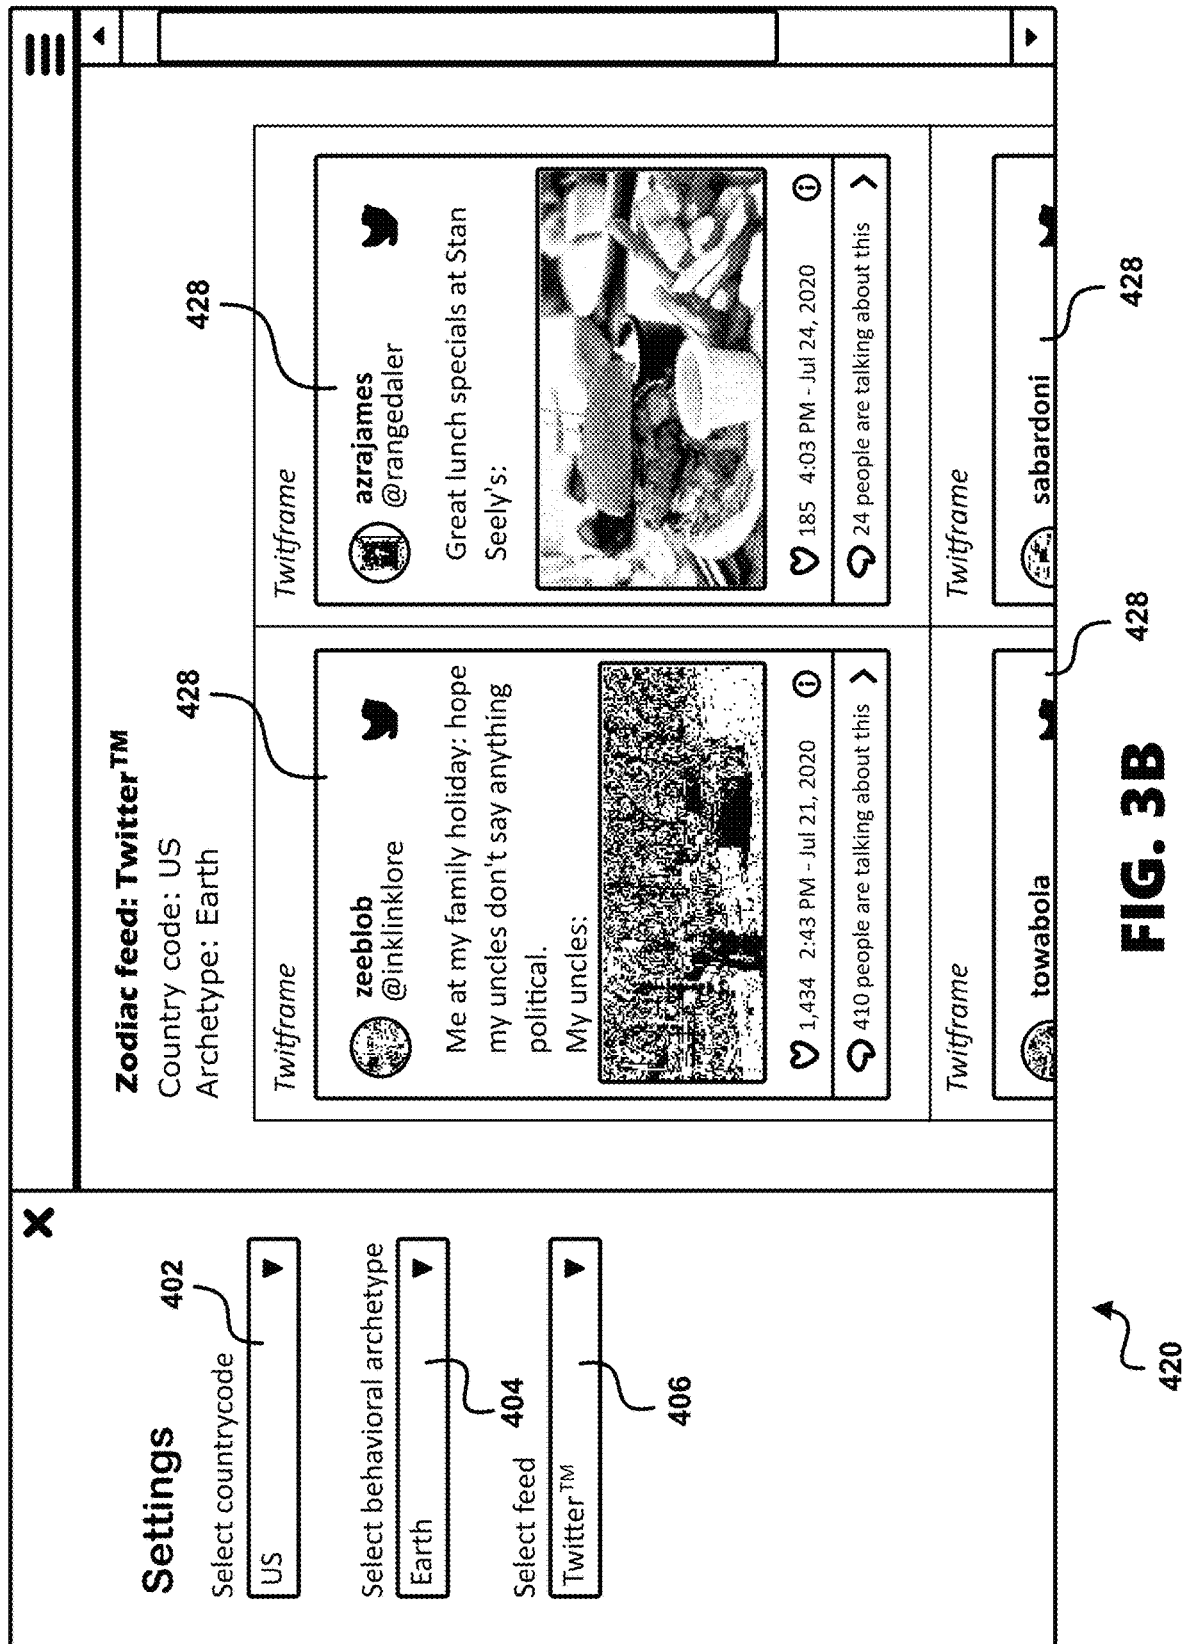 Settings
Select countrycode
US
402
Select behavioral archetype
Earth
404
Select feed
Twitter™
406
420
Zodiac feed: Twitter™
Country code: US
Archetype: Earth
428
Twitframe
zeeblob
@inklinklore
Me at my family holiday: hope
my uncles don't say anything
political.
My uncles:
1,434 2:43 PM - Jul 21, 2020
410 people are talking about this
428
Twitframe
azrajames
@rangedaler
Great lunch specials at Stan
Seely's:
185 4:03 PM - Jul 24, 2020
24 people are talking about this
Twitframe
towabola
428
Twitframe
sabardoni
428
FIG. 3B